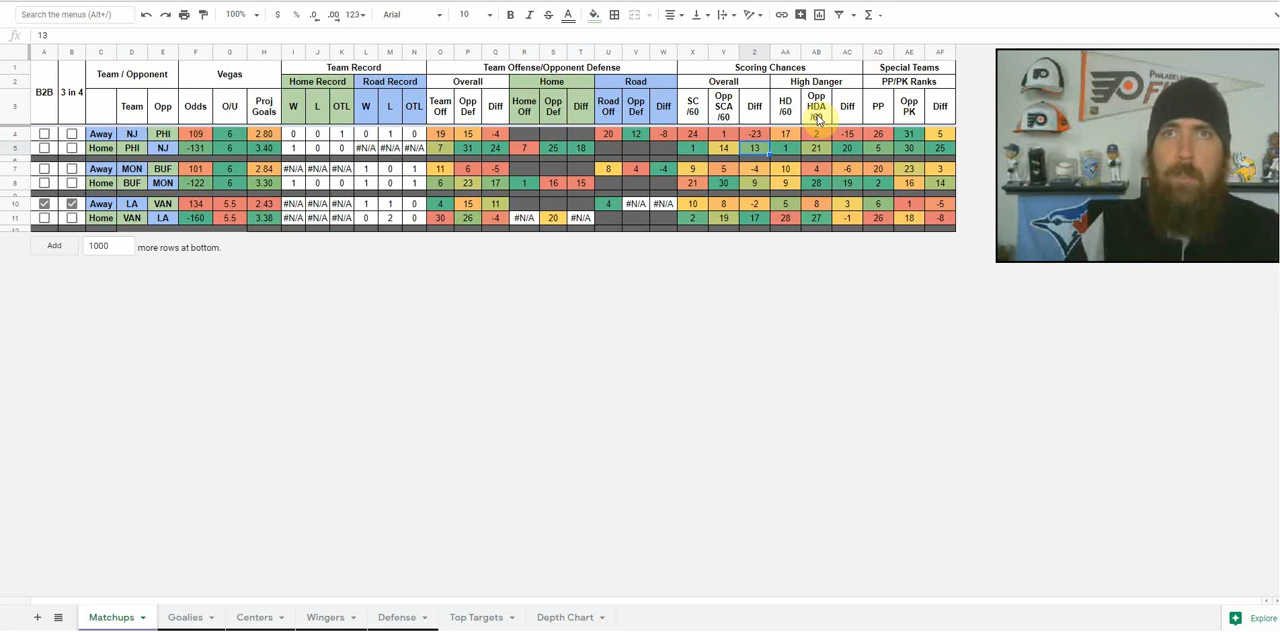 Search the menus (Alt+/)
100% $ % .0 .00 123 Arial 10 B I S A Σ
fx 13
A B C D E F G H I J K L M N O P Q R S T U V W X Y Z AA AB AC AD AE AF
1 B2B 3 in 4 Team / Opponent Vegas Team Record Team Offense/Opponent Defense Scoring Chances Special Teams
2 Home Record Road Record Overall Home Road Overall High Danger PP/PK Ranks
3 Team Opp Odds O/U Proj Goals W L OTL W L OTL Team Off Opp Def Diff Home Off Opp Def Diff Road Off Opp Def Diff SC /60 Opp SCA /60 Diff HD /60 Opp HDA /60 Diff PP Opp PK Diff
4 Away NJ PHI 109 6 2.80 0 0 1 0 1 0 19 15 -4 20 12 -8 24 1 -23 17 2 -15 26 31 5
5 Home PHI NJ -131 6 3.40 1 0 0 #N/A #N/A #N/A 7 31 24 7 25 18 1 14 13 1 21 20 5 30 25
7 Away MON BUF 101 6 2.84 #N/A #N/A #N/A 1 0 1 11 6 -5 8 4 -4 9 5 -4 10 4 -6 20 23 3
8 Home BUF MON -122 6 3.30 1 0 0 1 0 1 6 23 17 1 16 15 21 30 9 9 28 19 2 16 14
10 Away LA VAN 134 5.5 2.43 #N/A #N/A #N/A 1 1 0 4 15 11 4 #N/A #N/A 10 8 -2 5 8 3 6 1 -5
11 Home VAN LA -160 5.5 3.38 #N/A #N/A #N/A 0 2 0 30 26 -4 #N/A 20 #N/A 2 19 17 28 27 -1 26 18 -8
Add 1000 more rows at bottom.
PHILADELPHIA
Matchups Goalies Centers Wingers Defense Top Targets Depth Chart Explore